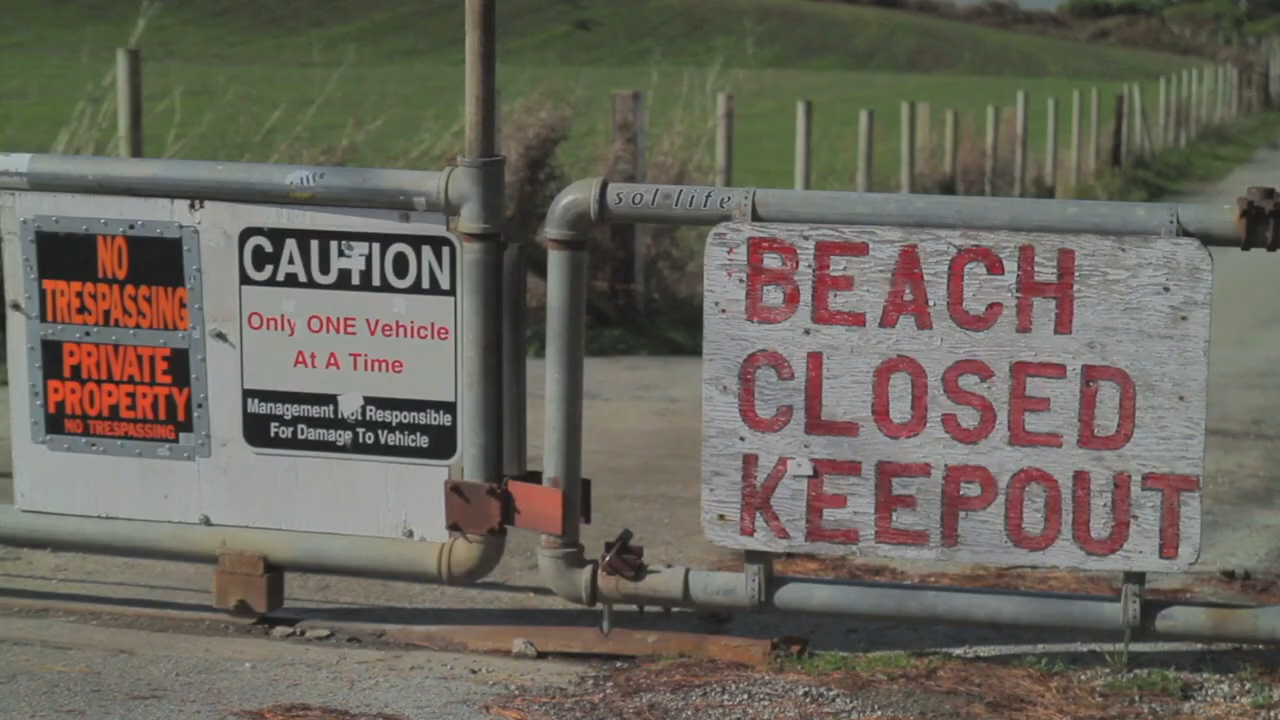 NO
TRESPASSING
PRIVATE
PROPERTY
NO TRESPASSING
CAUTION
Only ONE Vehicle
At A Time
Management Not Responsible
For Damage To Vehicle
sol life
BEACH
CLOSED
KEEPOUT